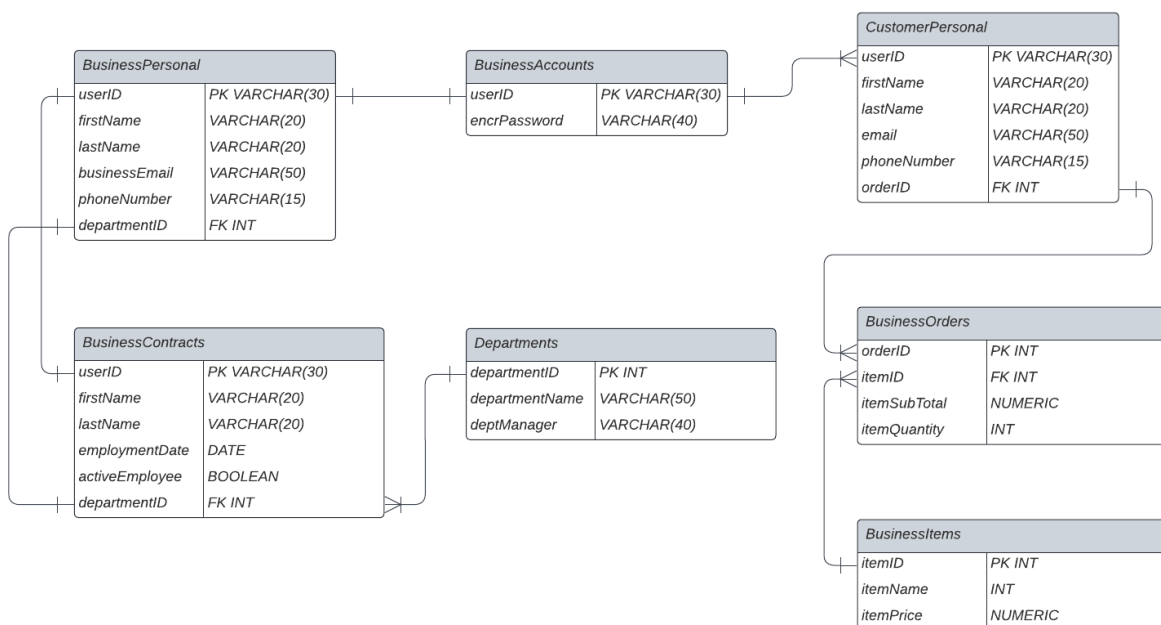 BusinessPersonal
userID PK VARCHAR(30)
firstName VARCHAR(20)
lastName VARCHAR(20)
businessEmail VARCHAR(50)
phoneNumber VARCHAR(15)
departmentID FK INT
BusinessAccounts
userID PK VARCHAR(30)
encrPassword VARCHAR(40)
CustomerPersonal
userID PK VARCHAR(30)
firstName VARCHAR(20)
lastName VARCHAR(20)
email VARCHAR(50)
phoneNumber VARCHAR(15)
orderID FK INT
BusinessContracts
userID PK VARCHAR(30)
firstName VARCHAR(20)
lastName VARCHAR(20)
employmentDate DATE
activeEmployee BOOLEAN
departmentID FK INT
Departments
departmentID PK INT
departmentName VARCHAR(50)
deptManager VARCHAR(40)
BusinessOrders
orderID PK INT
itemID FK INT
itemSubTotal NUMERIC
itemQuantity INT
BusinessItems
itemID PK INT
itemName INT
itemPrice NUMERIC